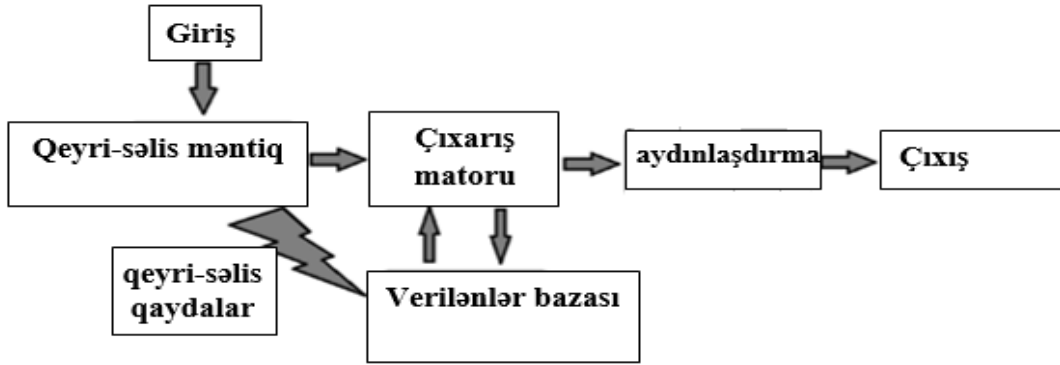 Giriş
Qeyri-səlis məntiq
Çıxarış
matoru
aydınlaşdırma
Çıxış
qeyri-səlis
qaydalar
Verilənlər bazası